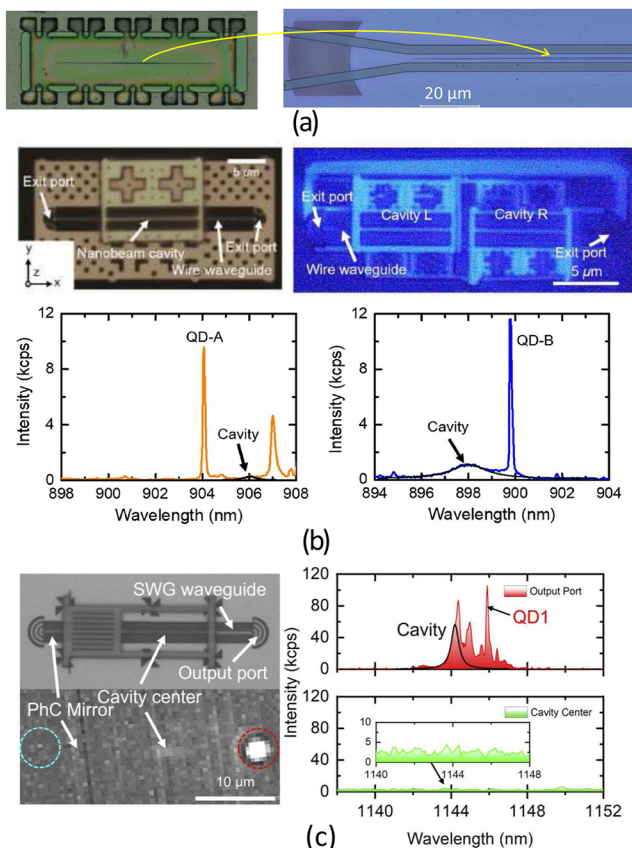 20 µm
(a)
5 µm
Exit port
Nanobeam cavity
Exit port
Wire waveguide
y
z
x
Exit port
Cavity L
Cavity R
Wire waveguide
Exit port
5 µm
Intensity (kcps)
12
8
4
0
QD-A
Cavity
898 900 902 904 906 908
Wavelength (nm)
Intensity (kcps)
12
8
4
0
QD-B
Cavity
894 896 898 900 902 904
Wavelength (nm)
(b)
SWG waveguide
Output port
Cavity center
PhC Mirror
10 µm
Intensity (kcps)
120
80
40
0
Output Port
QD1
Cavity
120
80
40
0
Cavity Center
10
5
0
1140 1144 1148
1140 1144 1148 1152
Wavelength (nm)
(c)